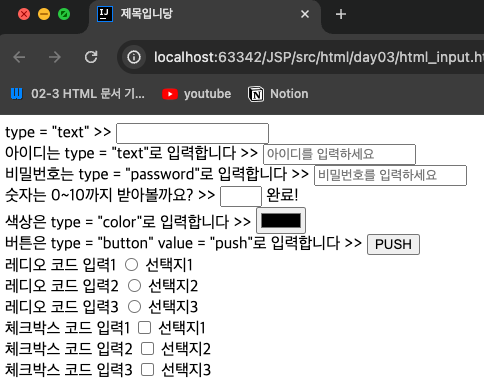 제목입니당
localhost:63342/JSP/src/html/day03/html_input.h
02-3 HTML 문서 기... youtube Notion
type = "text" >>
아이디는 type = "text"로 입력합니다 >> 아이디를 입력하세요
비밀번호는 type = "password"로 입력합니다 >> 비밀번호를 입력하세요
숫자는 0~10까지 받아볼까요? >> 완료!
색상은 type = "color"로 입력합니다 >>
버튼은 type = "button" value = "push"로 입력합니다 >> PUSH
레디오 코드 입력1 선택지1
레디오 코드 입력2 선택지2
레디오 코드 입력3 선택지3
체크박스 코드 입력1 선택지1
체크박스 코드 입력2 선택지2
체크박스 코드 입력3 선택지3